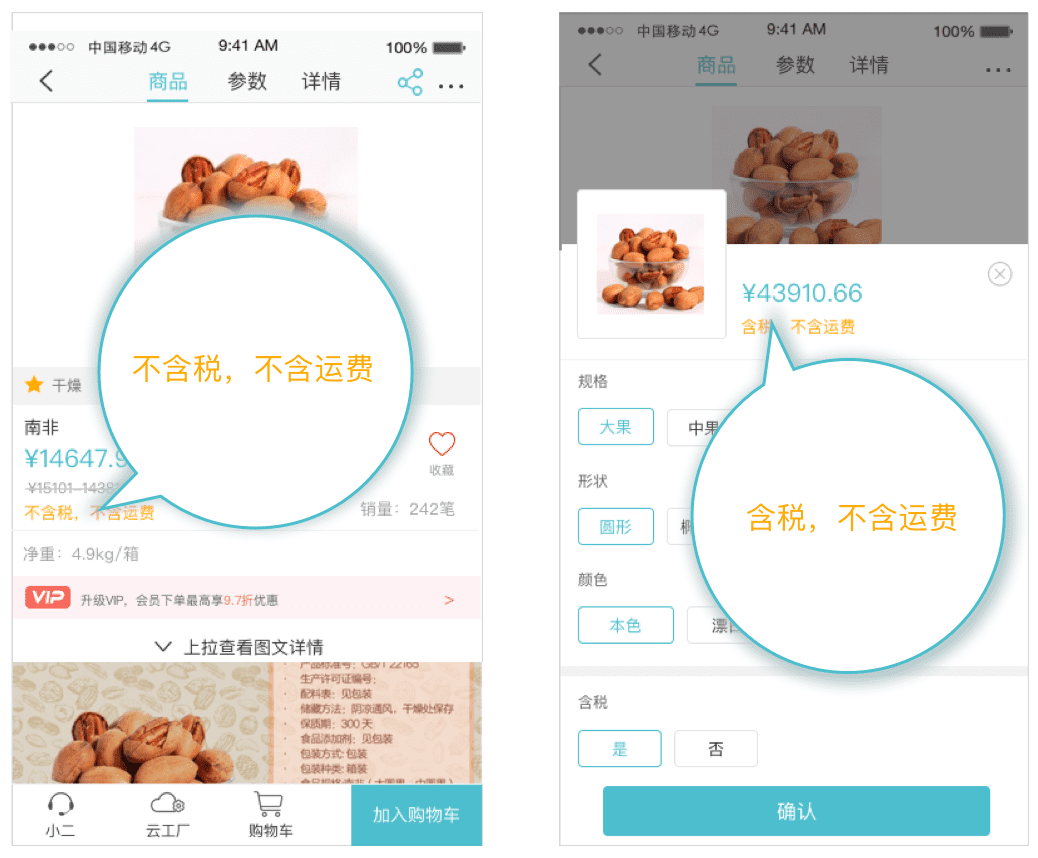 中国移动4G 9:41 AM 100%
商品 参数 详情
不含税，不含运费
干燥
南非
¥14647.9
¥15101-1438
不含税，不含运费
收藏
销量：242笔
净重：4.9kg/箱
VIP 升级VIP，会员下单最高享9.7折优惠 >
上拉查看图文详情
产品标准号：GB/T 22165
生产许可证编号：
配料表：见包装
储藏方法：阴凉通风，干燥处保存
保质期：300 天
食品添加剂：见包装
包装方式：包装
包装种类：箱装
小二 云工厂 购物车 加入购物车
中国移动4G 9:41 AM 100%
商品 参数 详情
¥43910.66
含税，不含运费
规格
大果 中果
形状
圆形
含税，不含运费
颜色
本色 漂白
含税
是 否
确认